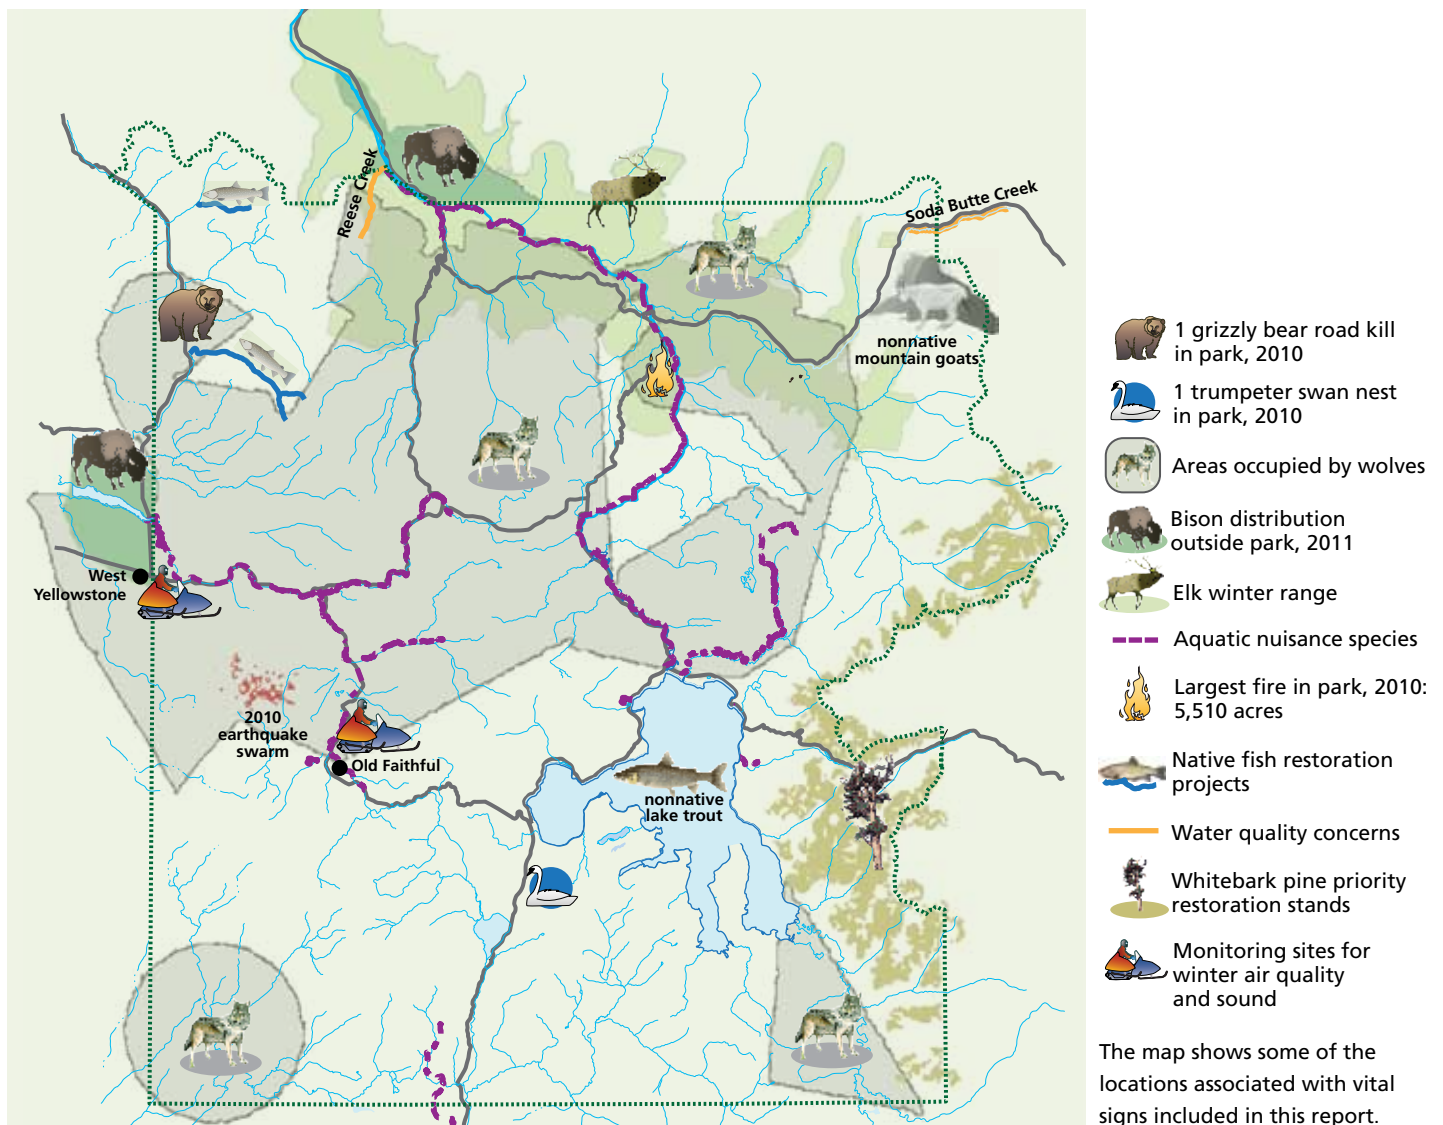 Reese Creek
Soda Butte Creek
nonnative
mountain goats
West
Yellowstone
2010
earthquake
swarm
Old Faithful
nonnative
lake trout
1 grizzly bear road kill
in park, 2010
1 trumpeter swan nest
in park, 2010
Areas occupied by wolves
Bison distribution
outside park, 2011
Elk winter range
Aquatic nuisance species
Largest fire in park, 2010:
5,510 acres
Native fish restoration
projects
Water quality concerns
Whitebark pine priority
restoration stands
Monitoring sites for
winter air quality
and sound
The map shows some of the
locations associated with vital
signs included in this report.